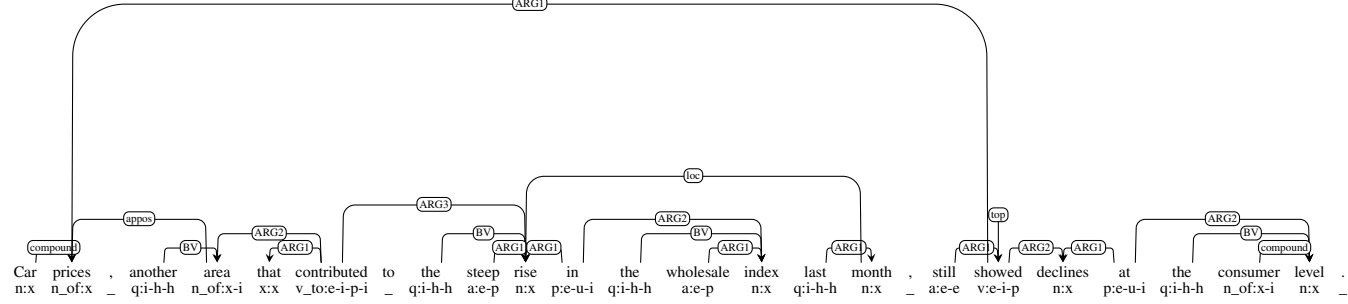 ARG1
loc
ARG3
appos ARG2 top ARG2
BV ARG2 BV BV BV
compound ARG1 ARG1 ARG1 ARG1 ARG1 ARG1 ARG2 ARG1 compound
Car prices , another area that contributed to the steep rise in the wholesale index last month , still showed declines at the consumer level .
n:x n_of:x _ q:i-h-h n_of:x-i x:x v_to:e-i-p-i _ q:i-h-h a:e-p n:x p:e-u-i q:i-h-h a:e-p n:x q:i-h-h n:x _ a:e-e v:e-i-p n:x p:e-u-i q:i-h-h n_of:x-i n:x _